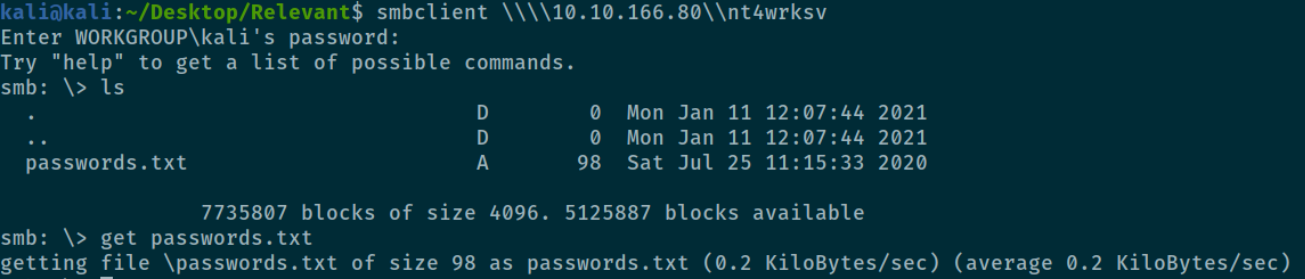 kali@kali:~/Desktop/Relevant$ smbclient \\\\10.10.166.80\\nt4wrksv
Enter WORKGROUP\kali's password:
Try "help" to get a list of possible commands.
smb: \> ls
  .                                   D        0  Mon Jan 11 12:07:44 2021
  ..                                  D        0  Mon Jan 11 12:07:44 2021
  passwords.txt                       A       98  Sat Jul 25 11:15:33 2020
                7735807 blocks of size 4096. 5125887 blocks available
smb: \> get passwords.txt
getting file \passwords.txt of size 98 as passwords.txt (0.2 KiloBytes/sec) (average 0.2 KiloBytes/sec)